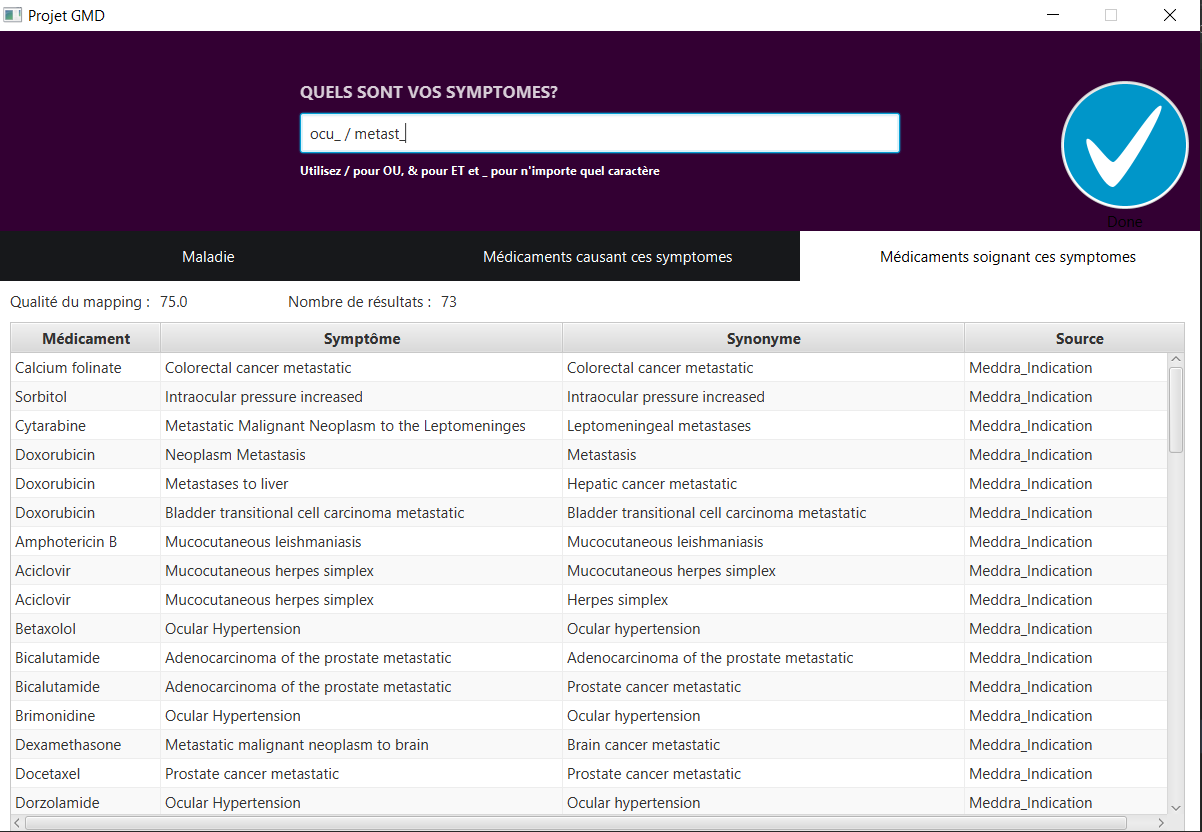 Projet GMD
QUELS SONT VOS SYMPTOMES?
ocu_ / metast_
Utilisez / pour OU, & pour ET et _ pour n'importe quel caractère
Done
Maladie Médicaments causant ces symptomes Médicaments soignant ces symptomes
Qualité du mapping : 75.0 Nombre de résultats : 73
Médicament Symptôme Synonyme Source
Calcium folinate Colorectal cancer metastatic Colorectal cancer metastatic Meddra_Indication
Sorbitol Intraocular pressure increased Intraocular pressure increased Meddra_Indication
Cytarabine Metastatic Malignant Neoplasm to the Leptomeninges Leptomeningeal metastases Meddra_Indication
Doxorubicin Neoplasm Metastasis Metastasis Meddra_Indication
Doxorubicin Metastases to liver Hepatic cancer metastatic Meddra_Indication
Doxorubicin Bladder transitional cell carcinoma metastatic Bladder transitional cell carcinoma metastatic Meddra_Indication
Amphotericin B Mucocutaneous leishmaniasis Mucocutaneous leishmaniasis Meddra_Indication
Aciclovir Mucocutaneous herpes simplex Mucocutaneous herpes simplex Meddra_Indication
Aciclovir Mucocutaneous herpes simplex Herpes simplex Meddra_Indication
Betaxolol Ocular Hypertension Ocular hypertension Meddra_Indication
Bicalutamide Adenocarcinoma of the prostate metastatic Adenocarcinoma of the prostate metastatic Meddra_Indication
Bicalutamide Adenocarcinoma of the prostate metastatic Prostate cancer metastatic Meddra_Indication
Brimonidine Ocular Hypertension Ocular hypertension Meddra_Indication
Dexamethasone Metastatic malignant neoplasm to brain Brain cancer metastatic Meddra_Indication
Docetaxel Prostate cancer metastatic Prostate cancer metastatic Meddra_Indication
Dorzolamide Ocular Hypertension Ocular hypertension Meddra_Indication